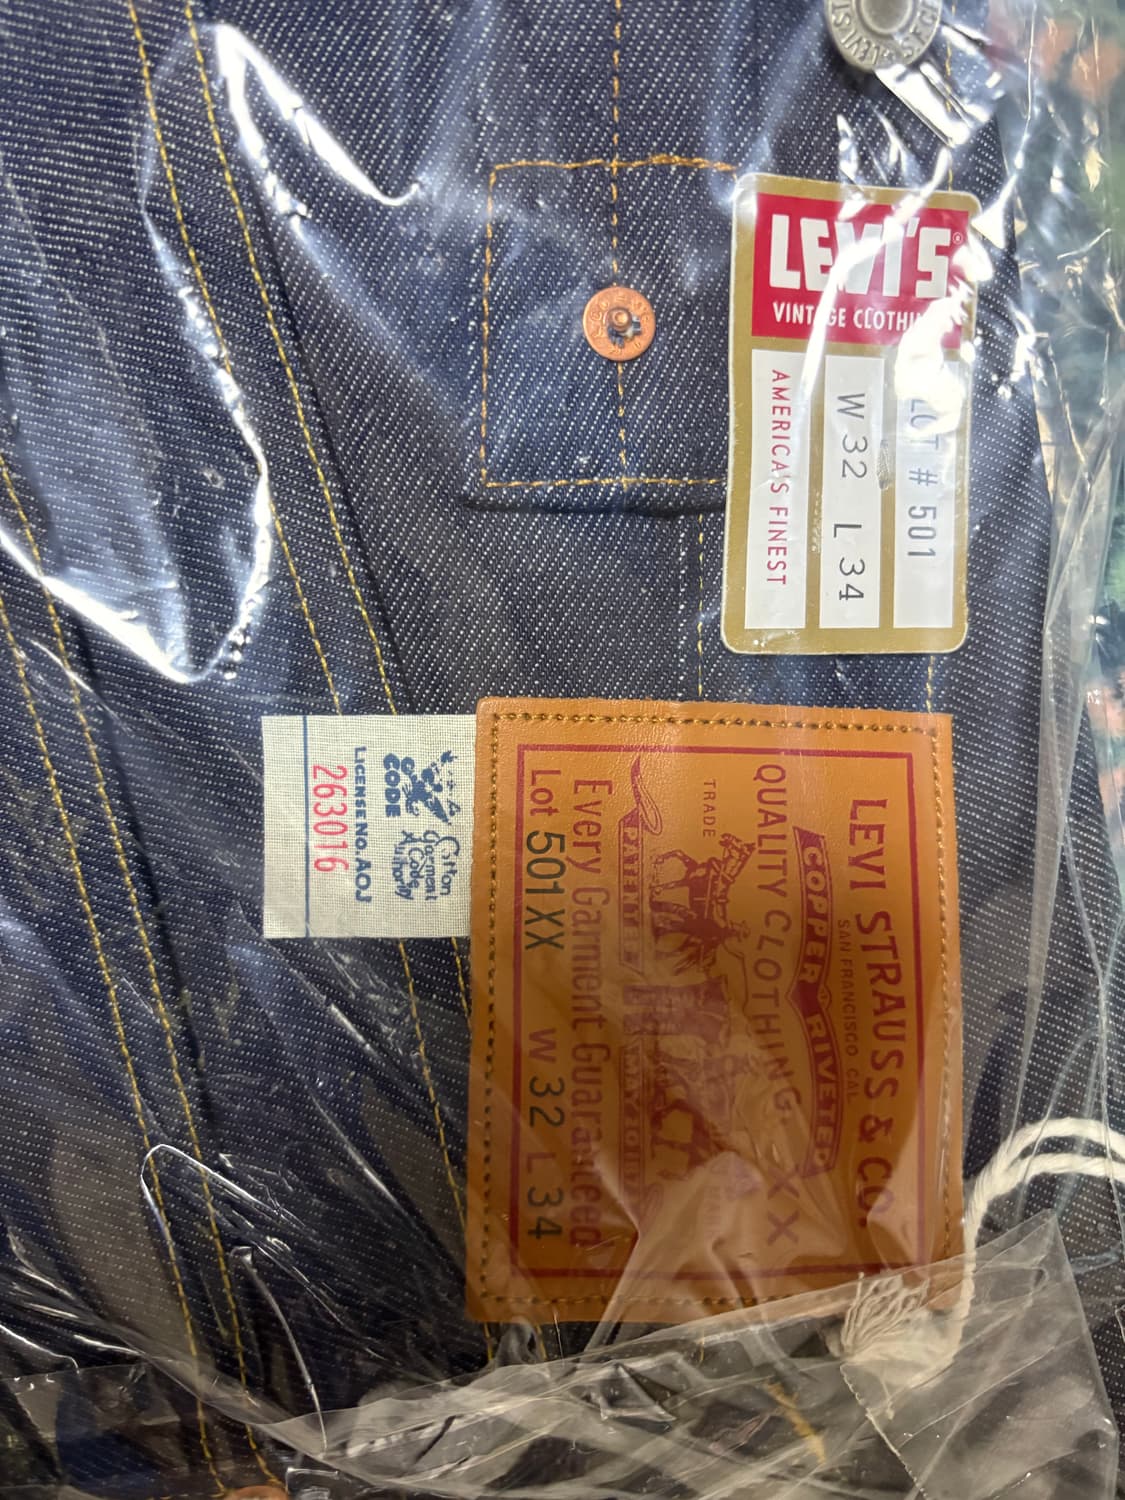 LEVI'S®
VINTAGE CLOTHING
LOT # 501
W 32 L 34
AMERICA'S FINEST
LEVI STRAUSS & CO.
SAN FRANCISCO CAL.
COPPER RIVETED
QUALITY CLOTHING XX
TRADE
PATENTED
Every Garment Guaranteed
Lot 501XX W 32 L 34
Cotton
Garment
Code
Authority
CODE
LICENSE NO. AOJ
263016